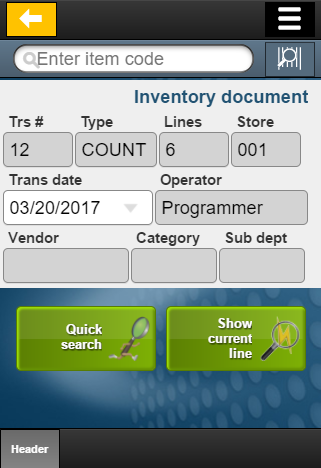 Enter item code
Inventory document
Trs # Type Lines Store
12 COUNT 6 001
Trans date Operator
03/20/2017 Programmer
Vendor Category Sub dept
Quick
search
Show
current
line
Header